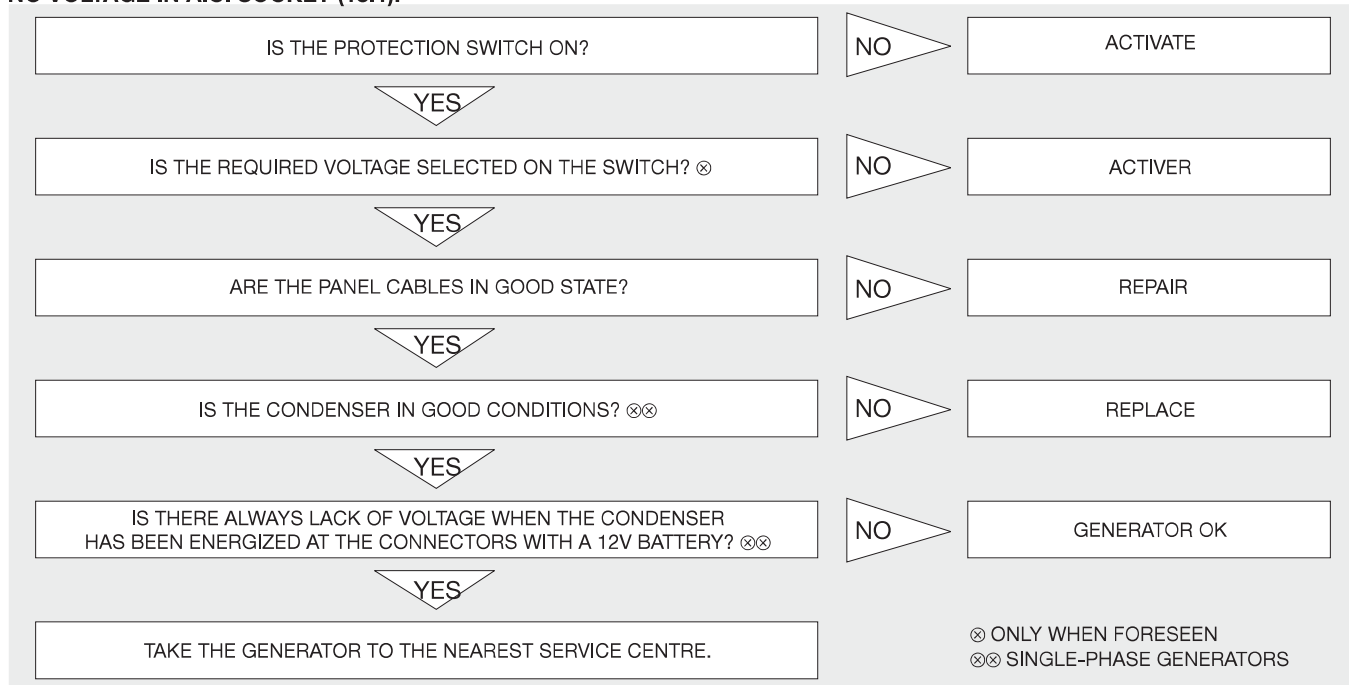 IS THE PROTECTION SWITCH ON?
NO
ACTIVATE
YES
IS THE REQUIRED VOLTAGE SELECTED ON THE SWITCH? ⊗
NO
ACTIVER
YES
ARE THE PANEL CABLES IN GOOD STATE?
NO
REPAIR
YES
IS THE CONDENSER IN GOOD CONDITIONS? ⊗⊗
NO
REPLACE
YES
IS THERE ALWAYS LACK OF VOLTAGE WHEN THE CONDENSER
HAS BEEN ENERGIZED AT THE CONNECTORS WITH A 12V BATTERY? ⊗⊗
NO
GENERATOR OK
YES
TAKE THE GENERATOR TO THE NEAREST SERVICE CENTRE.
⊗ ONLY WHEN FORESEEN
⊗⊗ SINGLE-PHASE GENERATORS